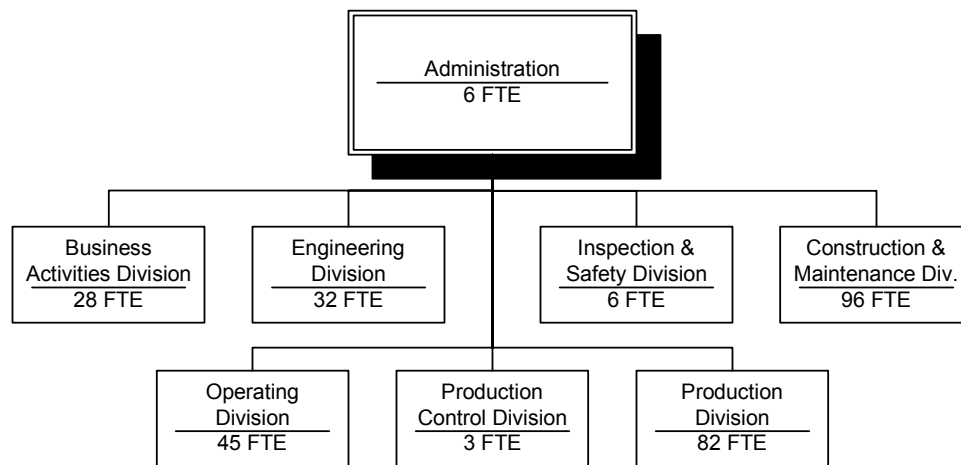 Administration
6 FTE
Business
Activities Division
28 FTE
Engineering
Division
32 FTE
Inspection &
Safety Division
6 FTE
Construction &
Maintenance Div.
96 FTE
Operating
Division
45 FTE
Production
Control Division
3 FTE
Production
Division
82 FTE